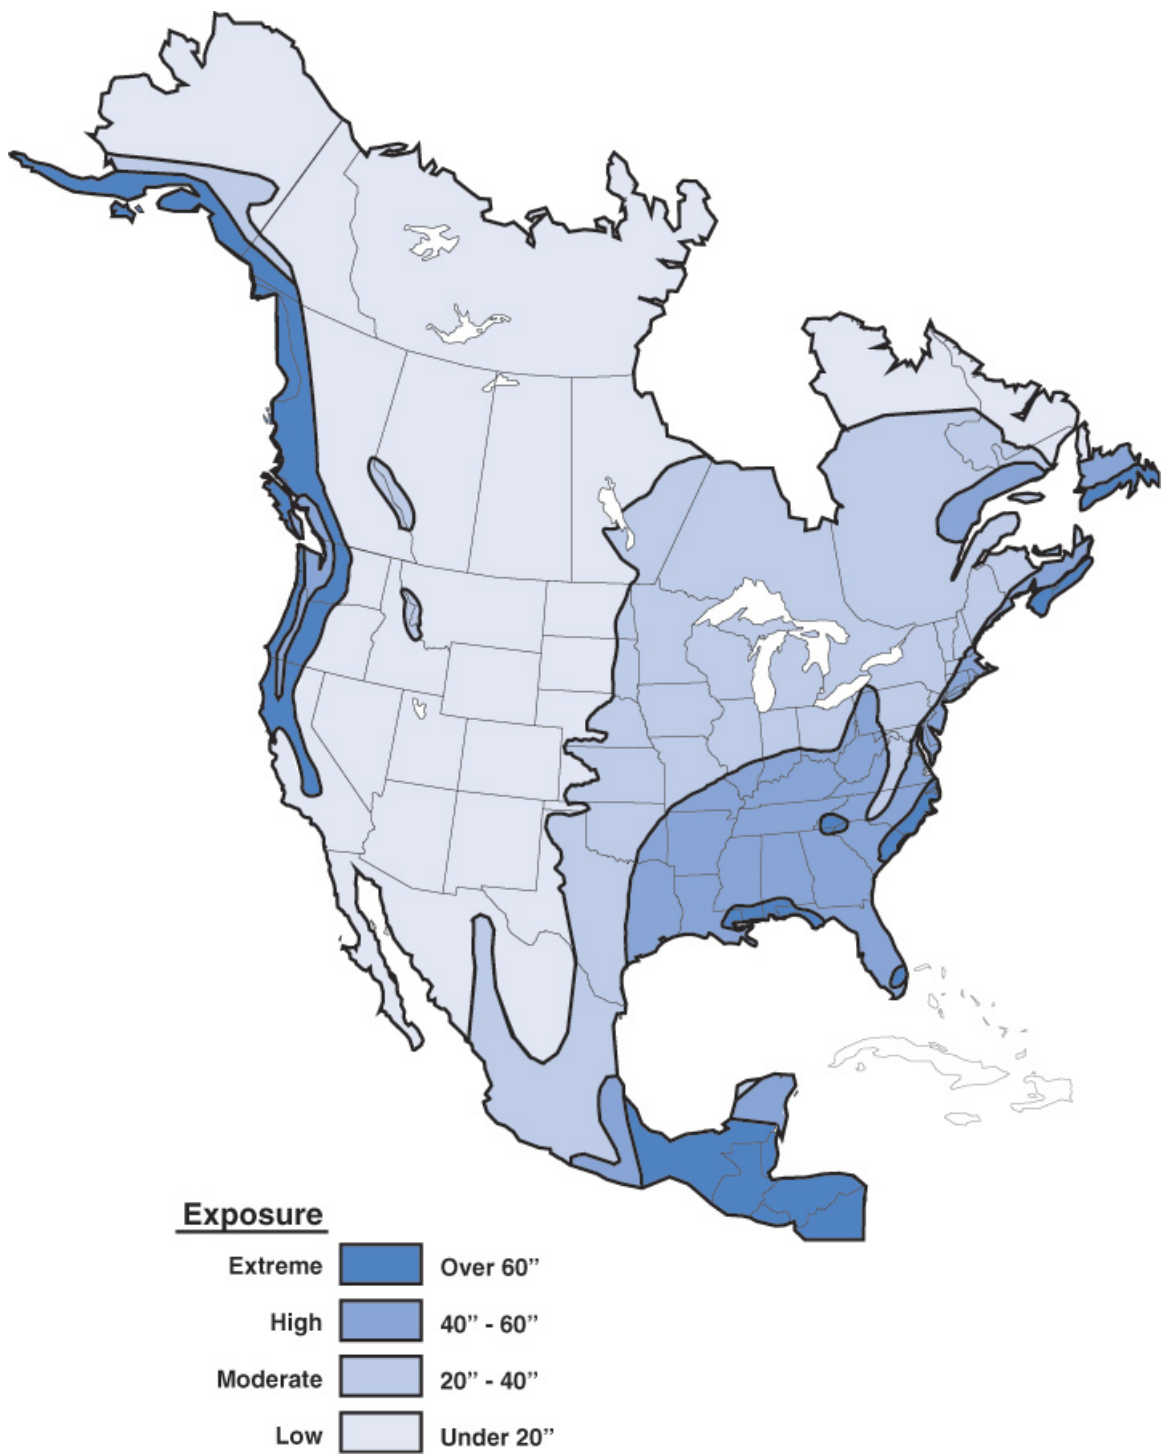 Exposure
Extreme Over 60”
High 40” - 60”
Moderate 20” - 40”
Low Under 20”